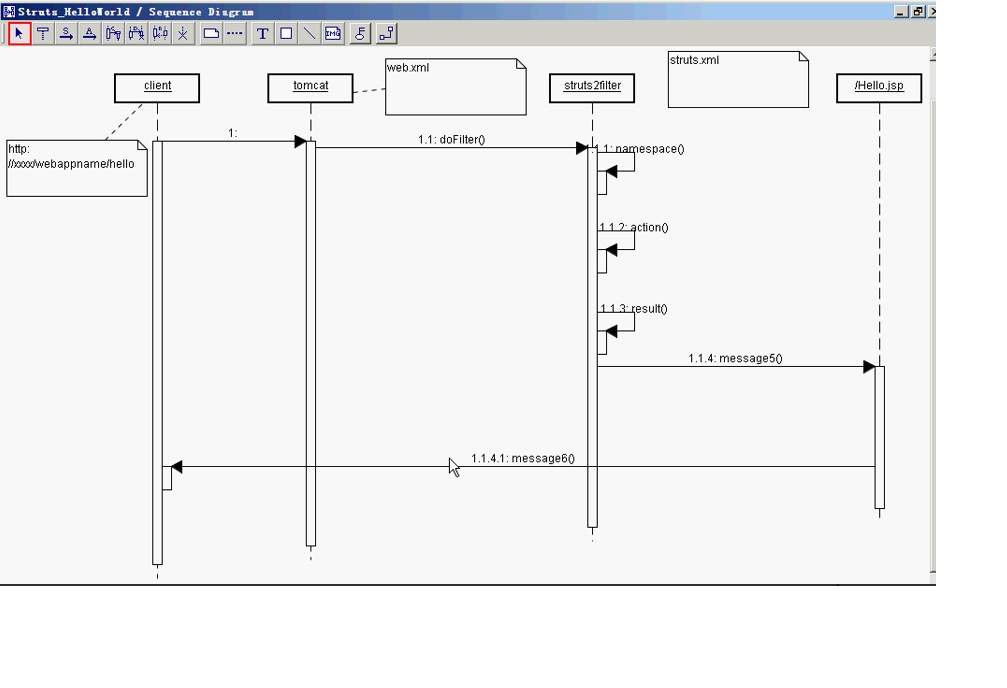 Struts_HelloWorld / Sequence Diagram
T
S
A
T
IMG
web.xml
struts.xml
client
tomcat
struts2filter
/Hello.jsp
1:
1.1: doFilter()
http:
//xxxx/webappname/hello
1.1.1: namespace()
1.1.2: action()
1.1.3: result()
1.1.4: message5()
1.1.4.1: message6()